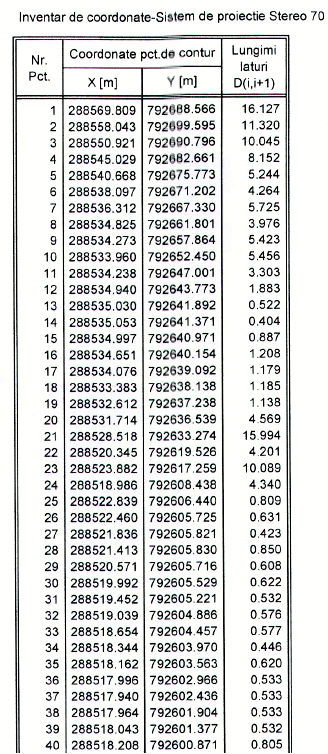 Inventar de coordonate-Sistem de proiectie Stereo 70
Nr. Pct. Coordonate pct.de contur Lungimi laturi D(i,i+1)
X [m] Y [m]
1 288569.809 792688.566 16.127
2 288558.043 792699.595 11.320
3 288550.921 792690.796 10.045
4 288545.029 792682.661 8.152
5 288540.668 792675.773 5.244
6 288538.097 792671.202 4.264
7 288536.312 792667.330 5.725
8 288534.825 792661.801 3.976
9 288534.273 792657.864 5.423
10 288533.960 792652.450 5.456
11 288534.238 792647.001 3.303
12 288534.940 792643.773 1.883
13 288535.030 792641.892 0.522
14 288535.053 792641.371 0.404
15 288534.997 792640.971 0.887
16 288534.651 792640.154 1.208
17 288534.076 792639.092 1.179
18 288533.383 792638.138 1.185
19 288532.612 792637.238 1.138
20 288531.714 792636.539 4.569
21 288528.518 792633.274 15.994
22 288520.345 792619.526 4.201
23 288523.882 792617.259 10.089
24 288518.986 792608.438 4.340
25 288522.839 792606.440 0.809
26 288522.460 792605.725 0.631
27 288521.836 792605.821 0.423
28 288521.413 792605.830 0.850
29 288520.571 792605.716 0.608
30 288519.992 792605.529 0.622
31 288519.452 792605.221 0.532
32 288519.039 792604.886 0.576
33 288518.654 792604.457 0.577
34 288518.344 792603.970 0.446
35 288518.162 792603.563 0.620
36 288517.996 792602.966 0.533
37 288517.940 792602.436 0.533
38 288517.964 792601.904 0.533
39 288518.043 792601.377 0.532
40 288518.208 792600.871 0.805